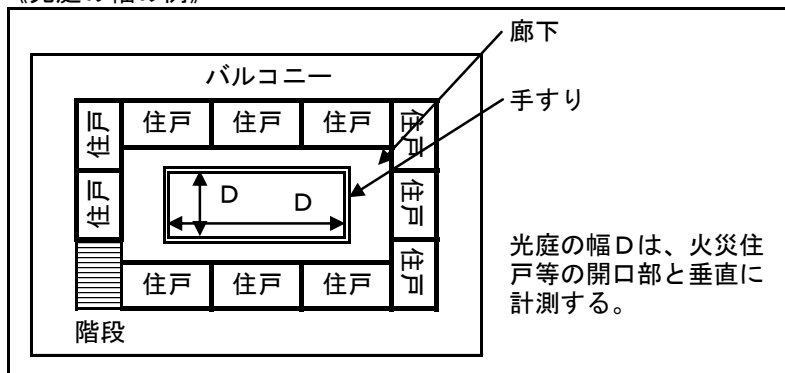 《光庭の幅の例》
廊下
バルコニー
手すり
住戸
住戸
住戸
住戸
住戸
住戸
住戸
D
D
光庭の幅Dは、火災住
戸等の開口部と垂直に
計測する。
住戸
住戸
住戸
住戸
階段